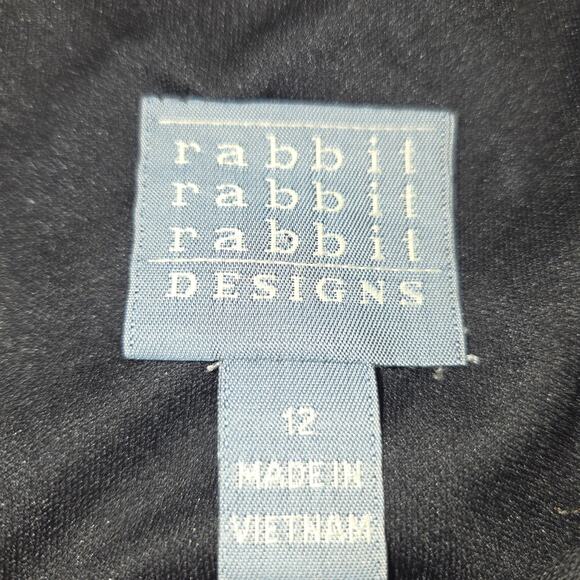 rabbit
rabbit
rabbit
DESIGNS
12
MADE IN
VIETNAM